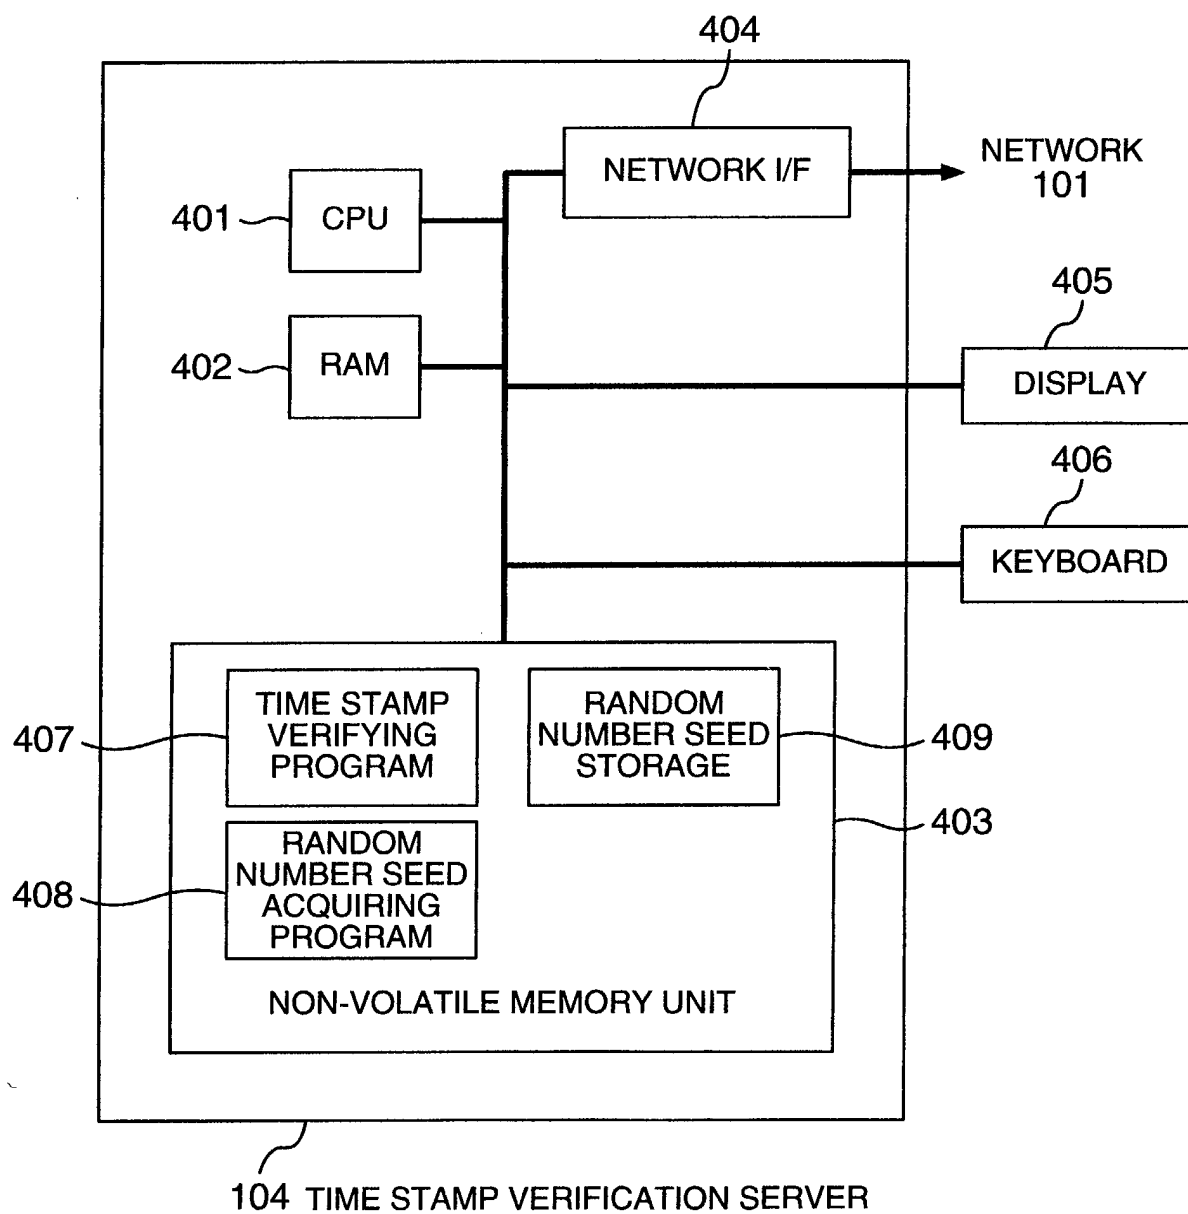 404
NETWORK I/F
NETWORK
101
401
CPU
405
402
RAM
DISPLAY
406
KEYBOARD
407
TIME STAMP
VERIFYING
PROGRAM
RANDOM
NUMBER SEED
STORAGE
409
403
408
RANDOM
NUMBER SEED
ACQUIRING
PROGRAM
NON-VOLATILE MEMORY UNIT
104 TIME STAMP VERIFICATION SERVER